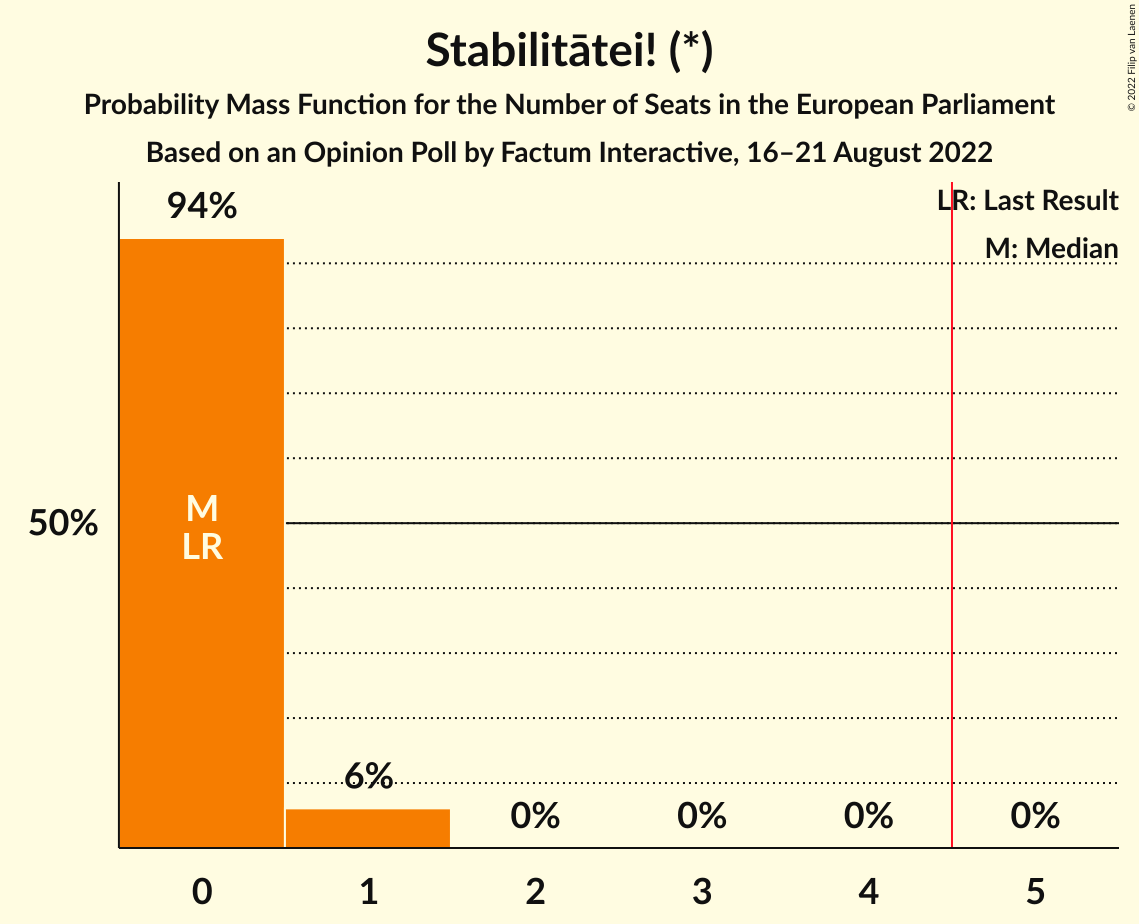 Stabilitātei! (*)
Probability Mass Function for the Number of Seats in the European Parliament
Based on an Opinion Poll by Factum Interactive, 16–21 August 2022
© 2022 Filip van Laenen
LR: Last Result
M: Median
94%
50%
M
LR
6%
0%
0%
0%
0%
0
1
2
3
4
5